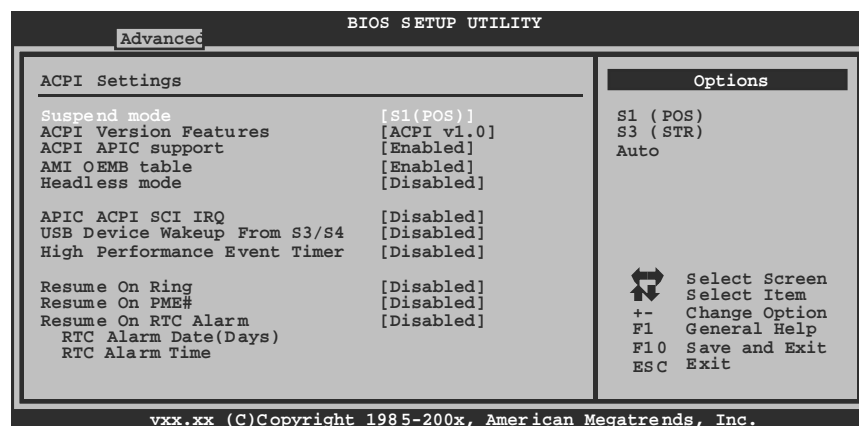 BIOS SETUP UTILITY
Advanced
ACPI Settings
Suspend mode [S1(POS)]
ACPI Version Features [ACPI v1.0]
ACPI APIC support [Enabled]
AMI OEMB table [Enabled]
Headless mode [Disabled]
APIC ACPI SCI IRQ [Disabled]
USB Device Wakeup From S3/S4 [Disabled]
High Performance Event Timer [Disabled]
Resume On Ring [Disabled]
Resume On PME# [Disabled]
Resume On RTC Alarm [Disabled]
RTC Alarm Date(Days)
RTC Alarm Time
Options
S1 (POS)
S3 (STR)
Auto
Select Screen
Select Item
+- Change Option
F1 General Help
F10 Save and Exit
ESC Exit
vxx.xx (C)Copyright 1985-200x, American Megatrends, Inc.